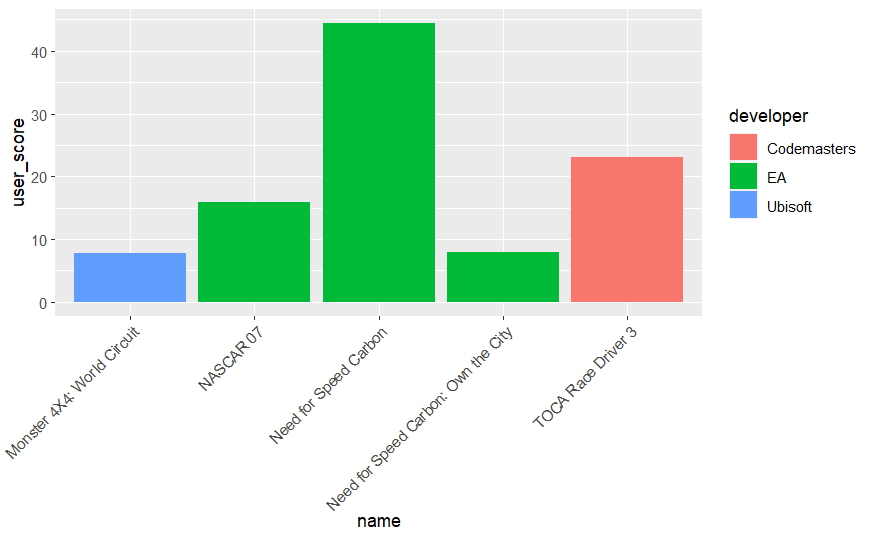 user_score
40
30
20
10
0
Monster 4X4: World Circuit
NASCAR 07
Need for Speed Carbon
Need for Speed Carbon: Own the City
TOCA Race Driver 3
name
developer
Codemasters
EA
Ubisoft